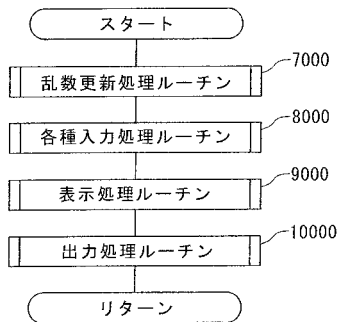 スタート
乱数更新処理ルーチン
7000
各種入力処理ルーチン
8000
表示処理ルーチン
9000
出力処理ルーチン
10000
リターン